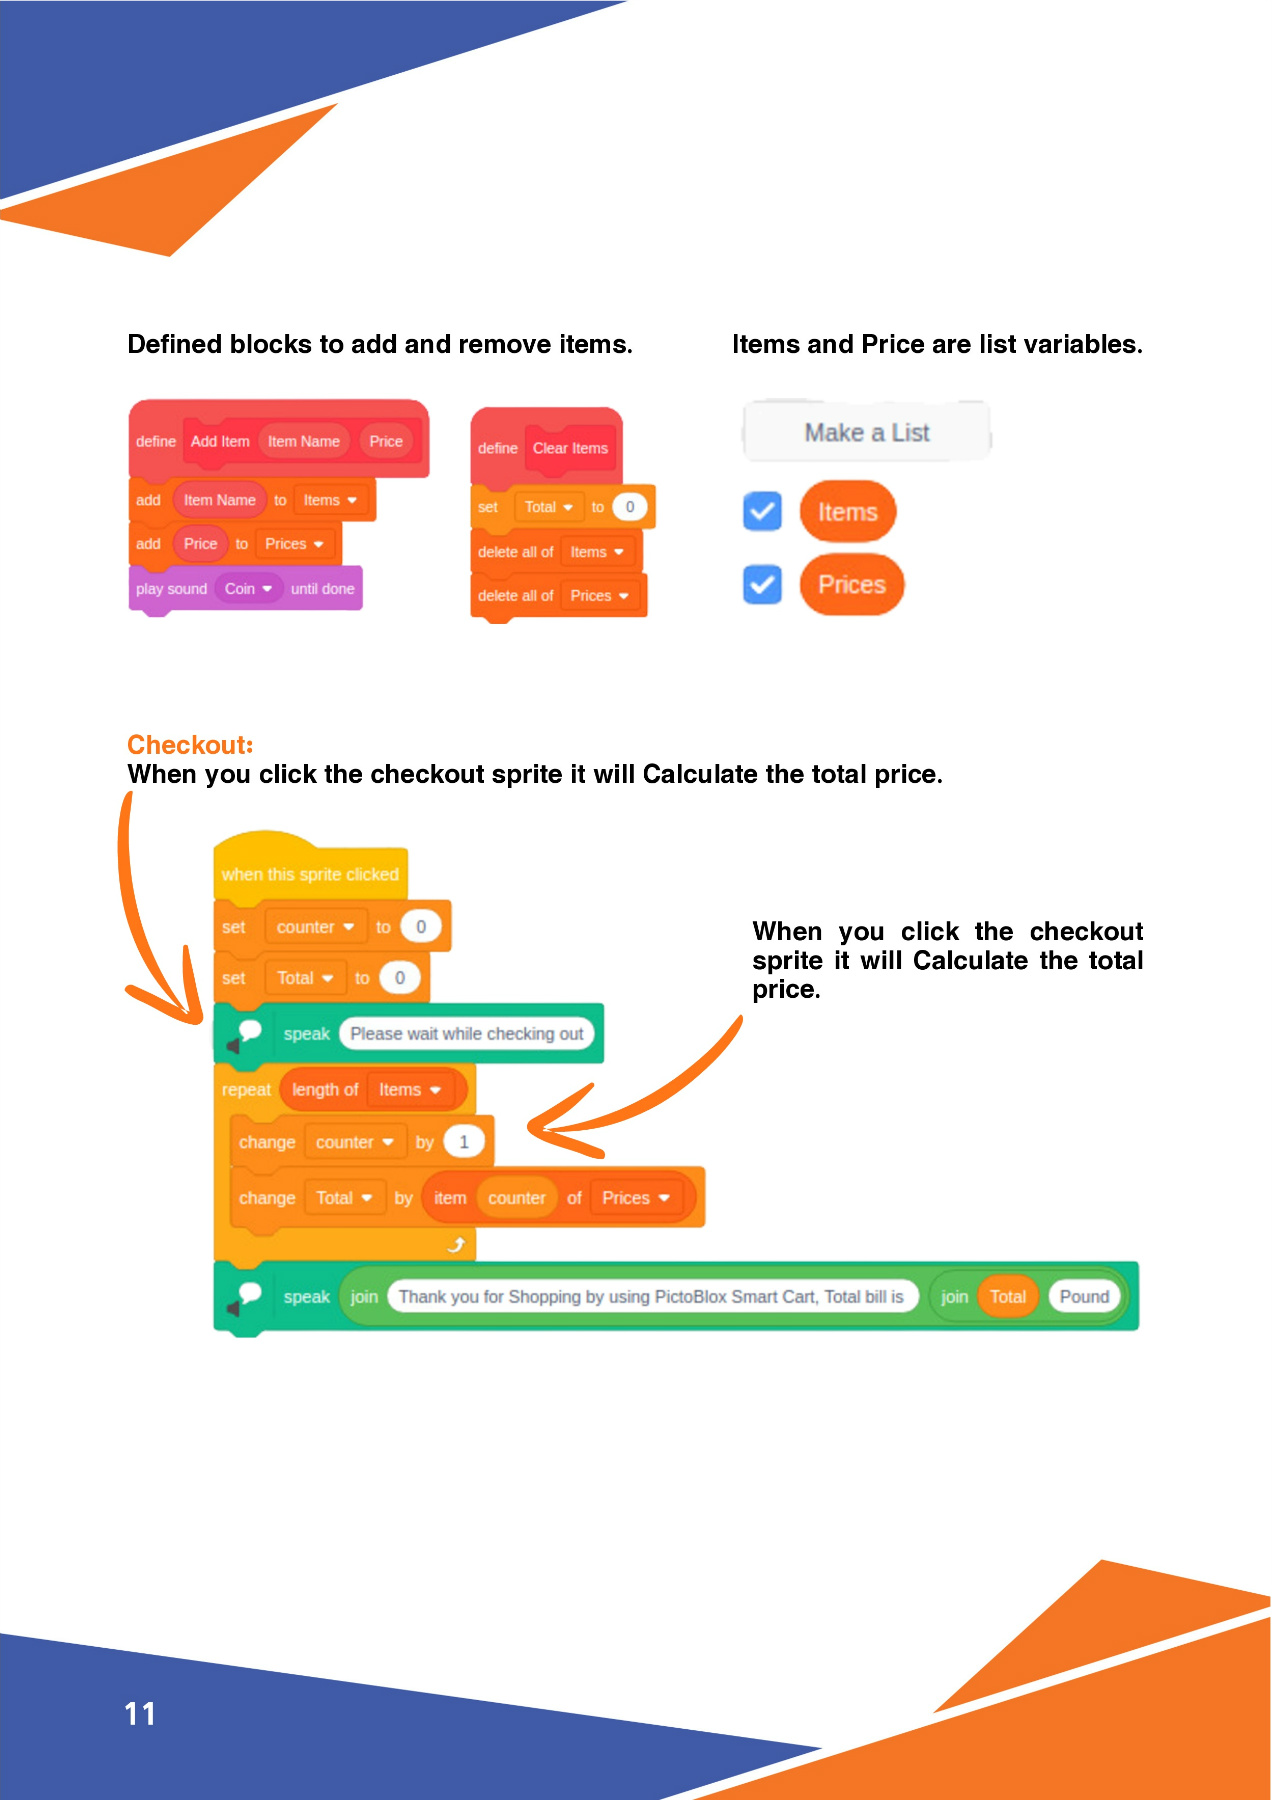 Defined blocks to add and remove items.
Items and Price are list variables.
define Add Item Item Name Price
add Item Name to Items
add Price to Prices
play sound Coin until done
define Clear Items
set Total to 0
delete all of Items
delete all of Prices
Make a List
Items
Prices
Checkout:
When you click the checkout sprite it will Calculate the total price.
when this sprite clicked
set counter to 0
set Total to 0
speak Please wait while checking out
repeat length of Items
change counter by 1
change Total by item counter of Prices
speak join Thank you for Shopping by using PictoBlox Smart Cart, Total bill is join Total Pound
When you click the checkout
sprite it will Calculate the total
price.
11